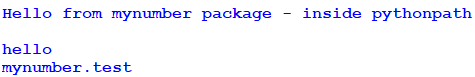 Hello from mynumber package - inside pythonpath
hello
mynumber.test